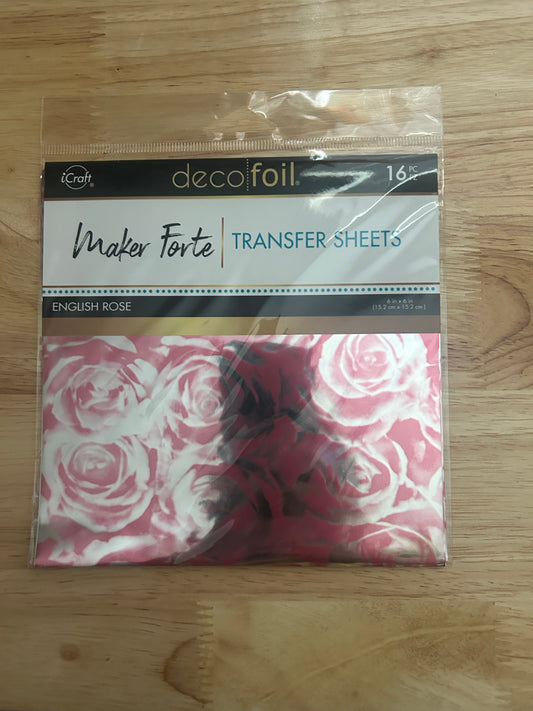 iCraft®
deco foil®
16 PC
Maker Forte | TRANSFER SHEETS
ENGLISH ROSE
6 in x 6 in
(15.2 cm x 15.2 cm)